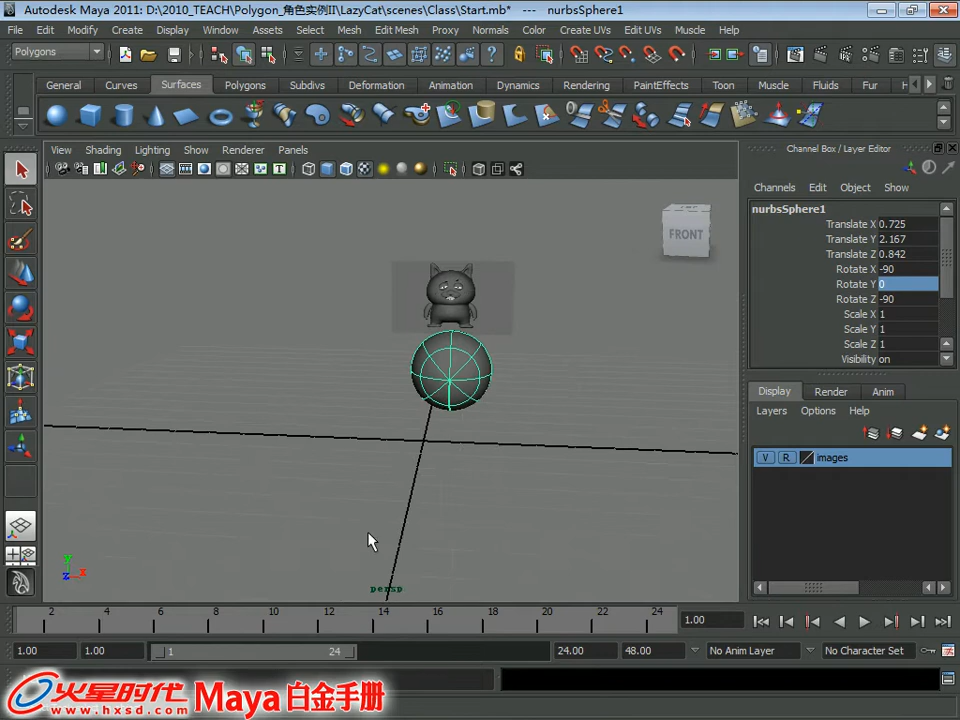 Autodesk Maya 2011: D:\2010_TEACH\Polygon_角色实例II\LazyCat\scenes\Class\Start.mb*   ---   nurbsSphere1
File Edit Modify Create Display Window Assets Select Mesh Edit Mesh Proxy Normals Color Create UVs Edit UVs Muscle Help
Polygons
General Curves Surfaces Polygons Subdivs Deformation Animation Dynamics Rendering PaintEffects Toon Muscle Fluids Fur
View Shading Lighting Show Renderer Panels
Channel Box / Layer Editor
Channels Edit Object Show
nurbsSphere1
Translate X 0.725
Translate Y 2.167
Translate Z 0.842
Rotate X -90
Rotate Y 0
Rotate Z -90
Scale X 1
Scale Y 1
Scale Z 1
Visibility on
FRONT
Display Render Anim
Layers Options Help
V R images
y
z x
persp
2 4 6 8 10 12 14 16 18 20 22 24 1.00
1.00 1.00 1 24 24.00 48.00 No Anim Layer No Character Set
火星时代 Maya 白金手册
www.hxsd.com